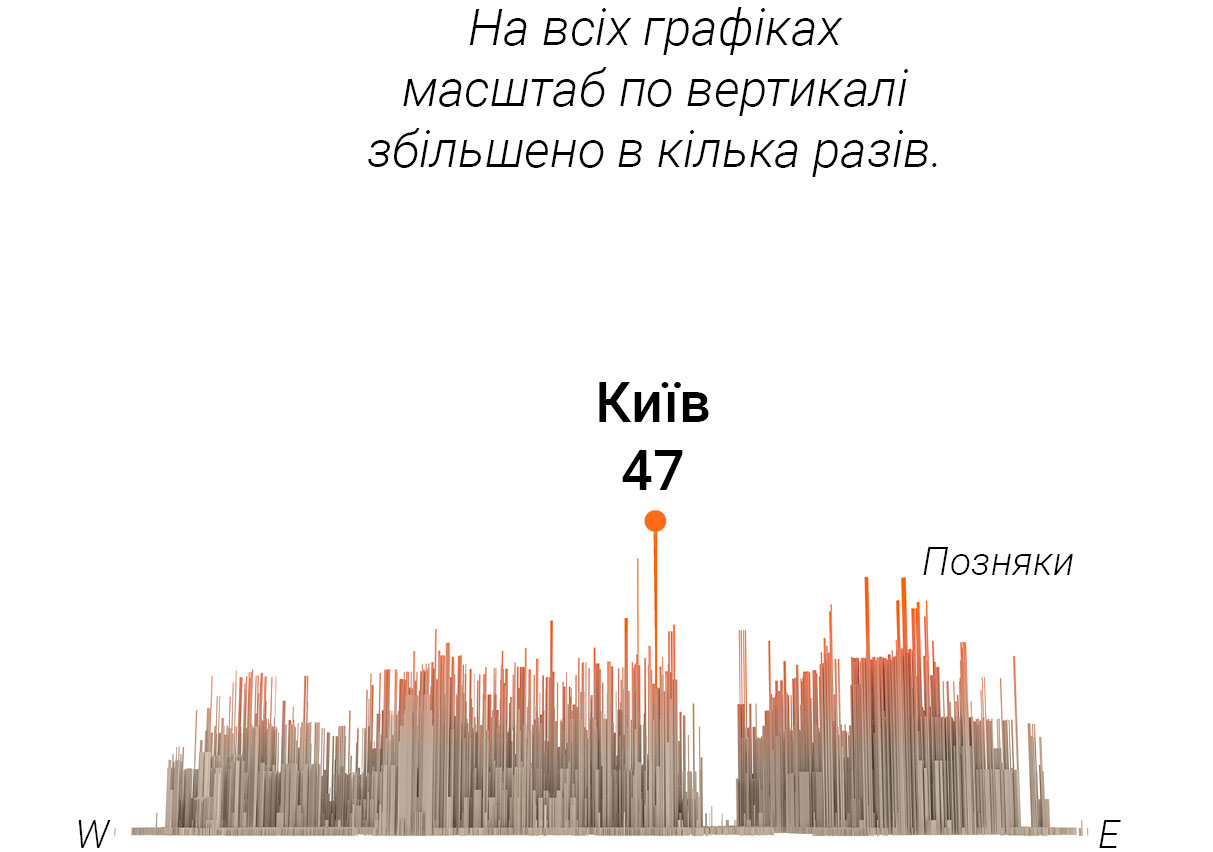 На всіх графіках
масштаб по вертикалі
збільшено в кілька разів.
Київ
47
Позняки
W
E